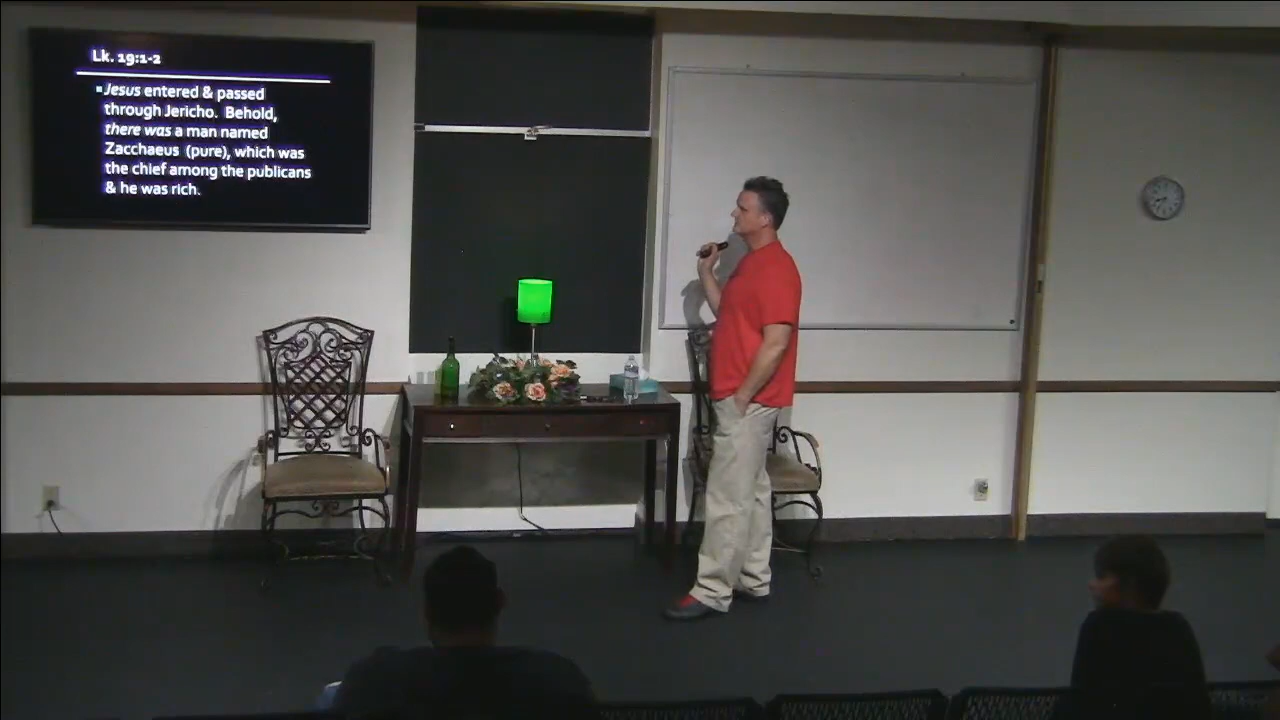 Lk. 19:1-2
▪Jesus entered & passed
through Jericho.  Behold,
there was a man named
Zacchaeus  (pure), which was
the chief among the publicans
& he was rich.